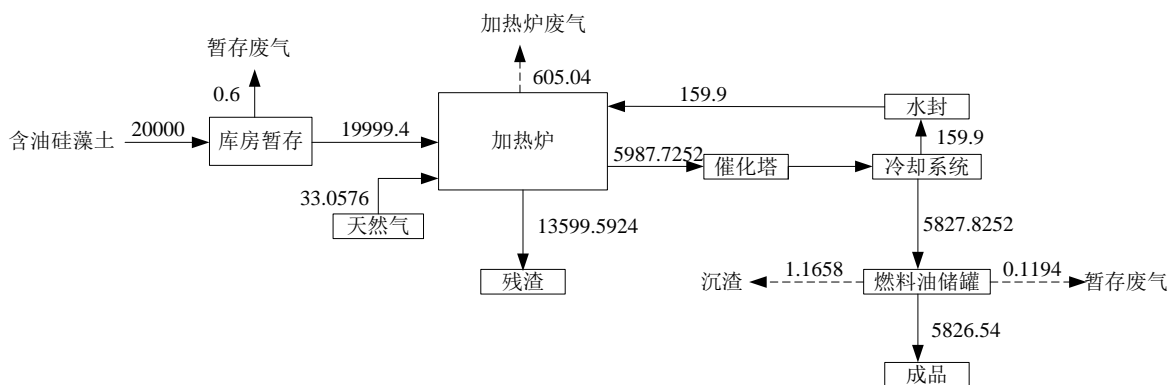 加热炉废气
暂存废气
605.04
0.6
159.9
水封
含油硅藻土
20000
库房暂存
19999.4
加热炉
159.9
5987.7252
催化塔
冷却系统
33.0576
天然气
13599.5924
5827.8252
残渣
沉渣
1.1658
燃料油储罐
0.1194
暂存废气
5826.54
成品